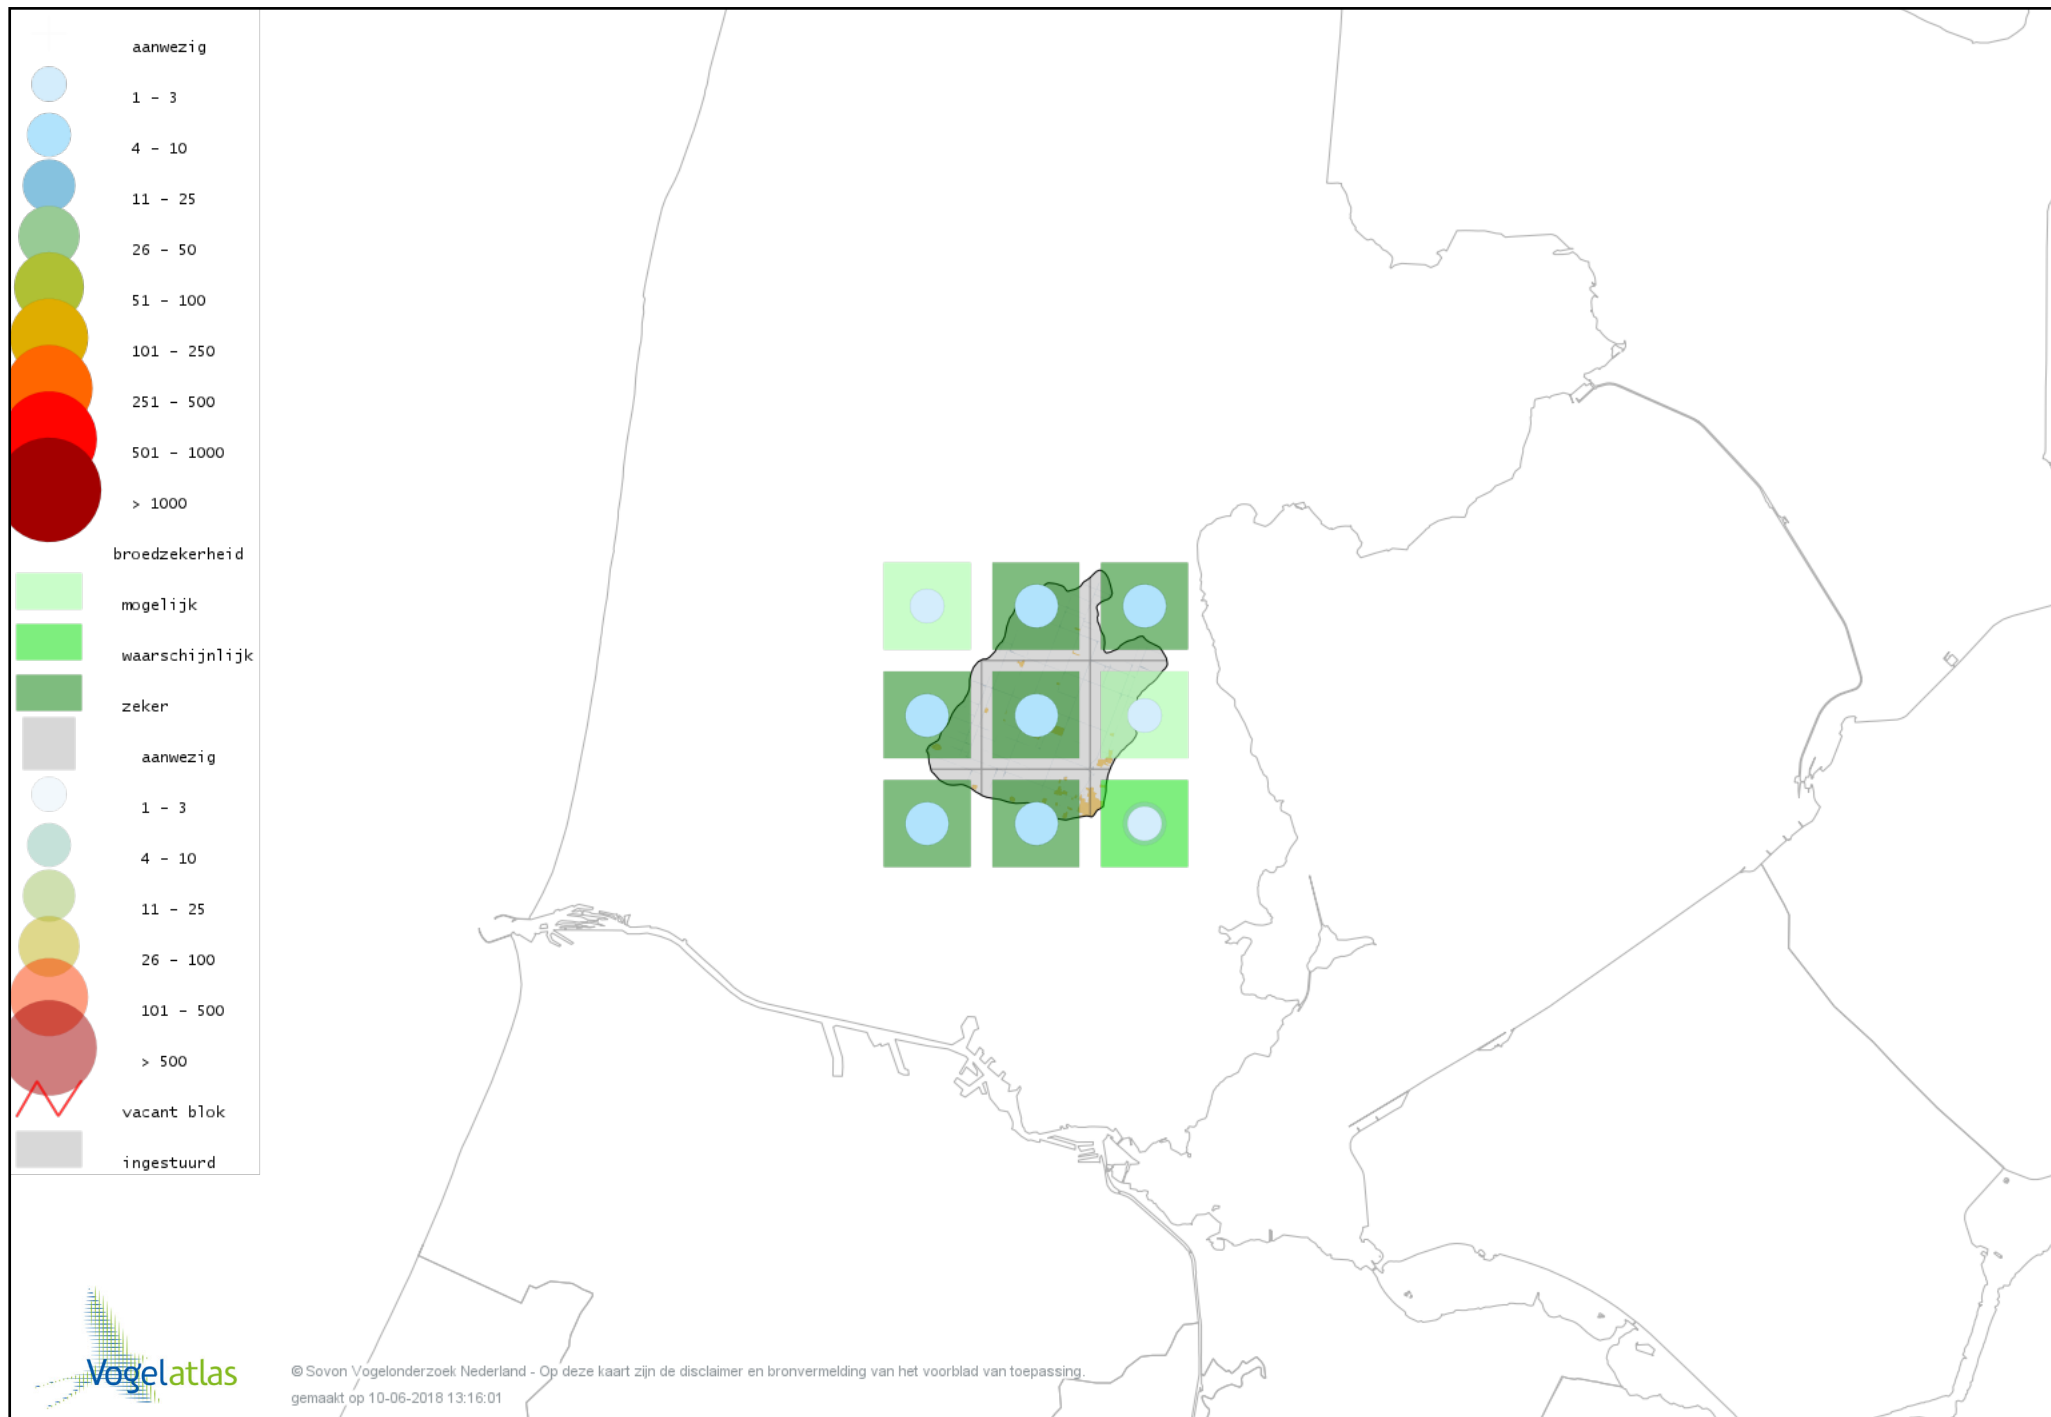 aanwezig
1 - 3
4 - 10
11 - 25
26 - 50
51 - 100
101 - 250
251 - 500
501 - 1000
> 1000
broedzekerheid
mogelijk
waarschijnlijk
zeker
aanwezig
1 - 3
4 - 10
11 - 25
26 - 100
101 - 500
> 500
vacant blok
ingestuurd
Vogelatlas
© Sovon Vogelonderzoek Nederland - Op deze kaart zijn de disclaimer en bronvermelding van het voorblad van toepassing.
gemaakt op 10-06-2018 13:16:01